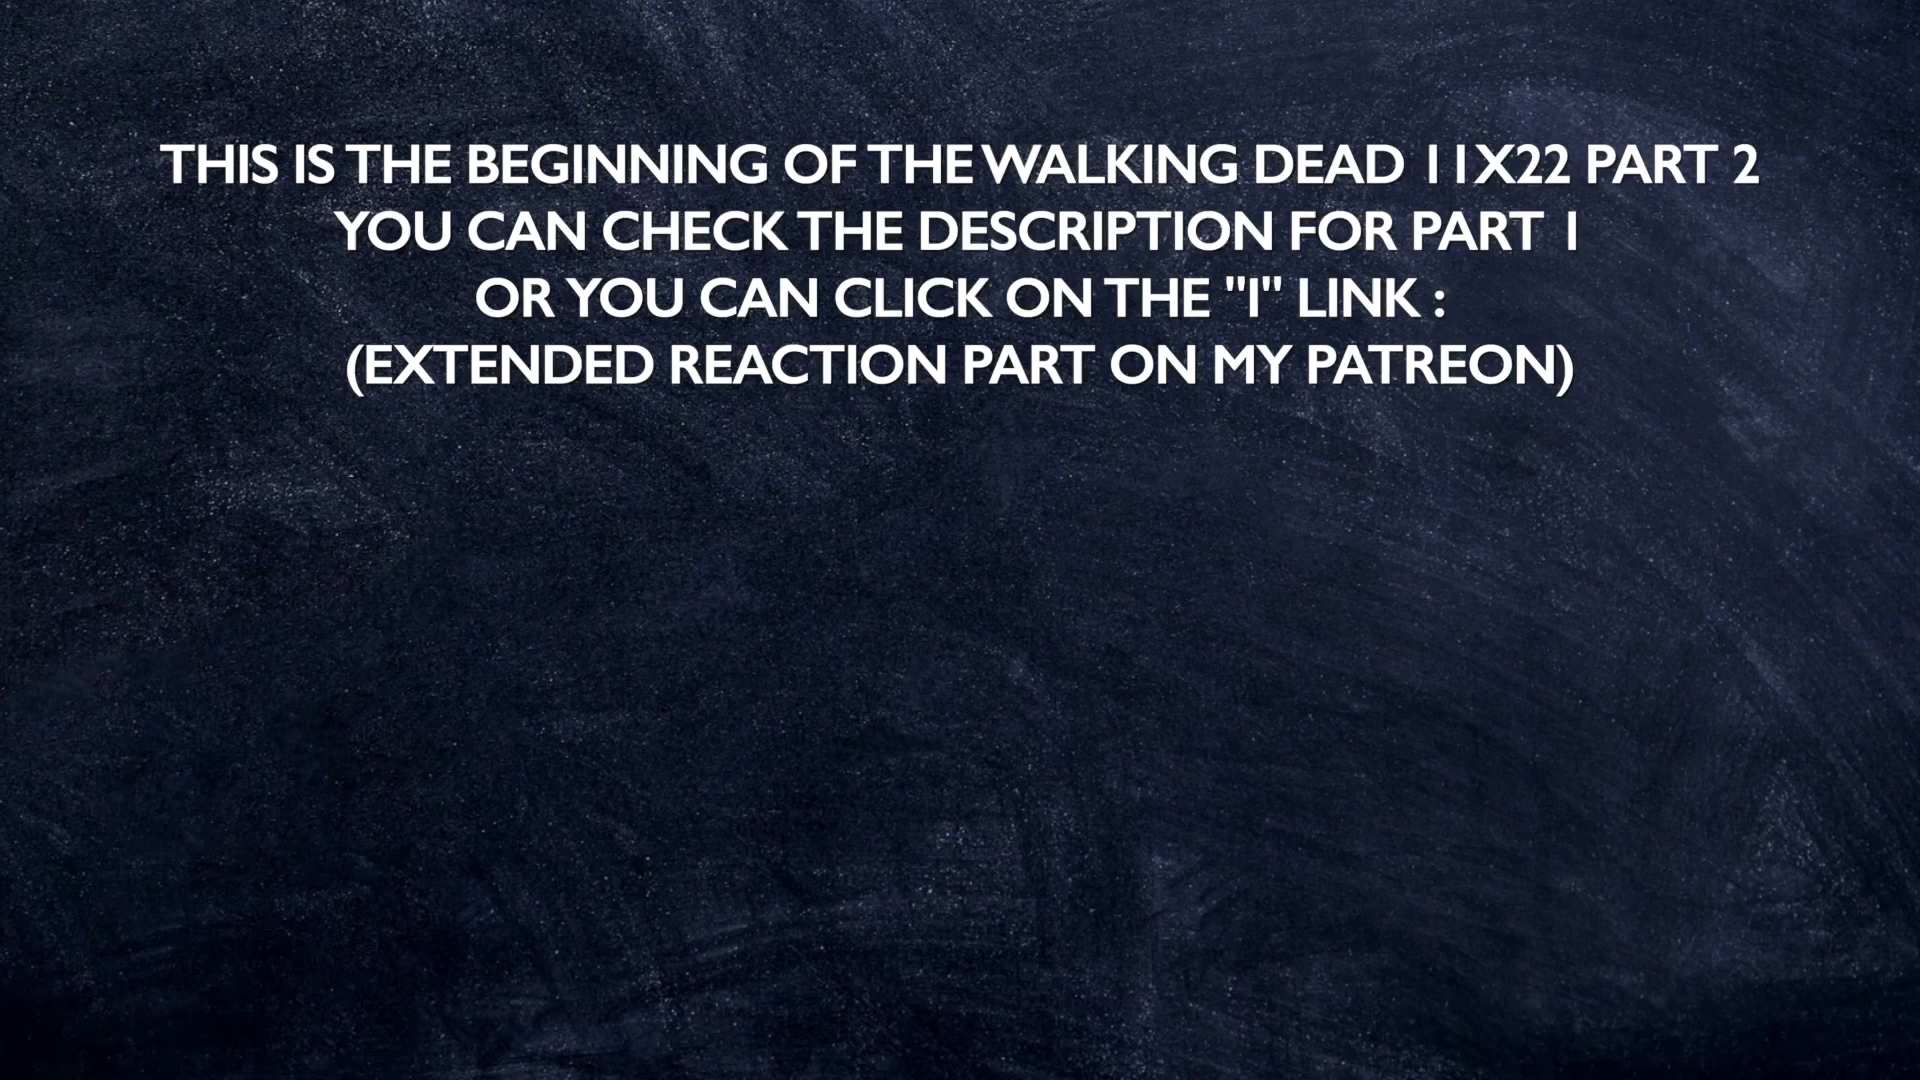 THIS IS THE BEGINNING OF THE WALKING DEAD 11X22 PART 2
YOU CAN CHECK THE DESCRIPTION FOR PART 1
OR YOU CAN CLICK ON THE "I" LINK :
(EXTENDED REACTION PART ON MY PATREON)